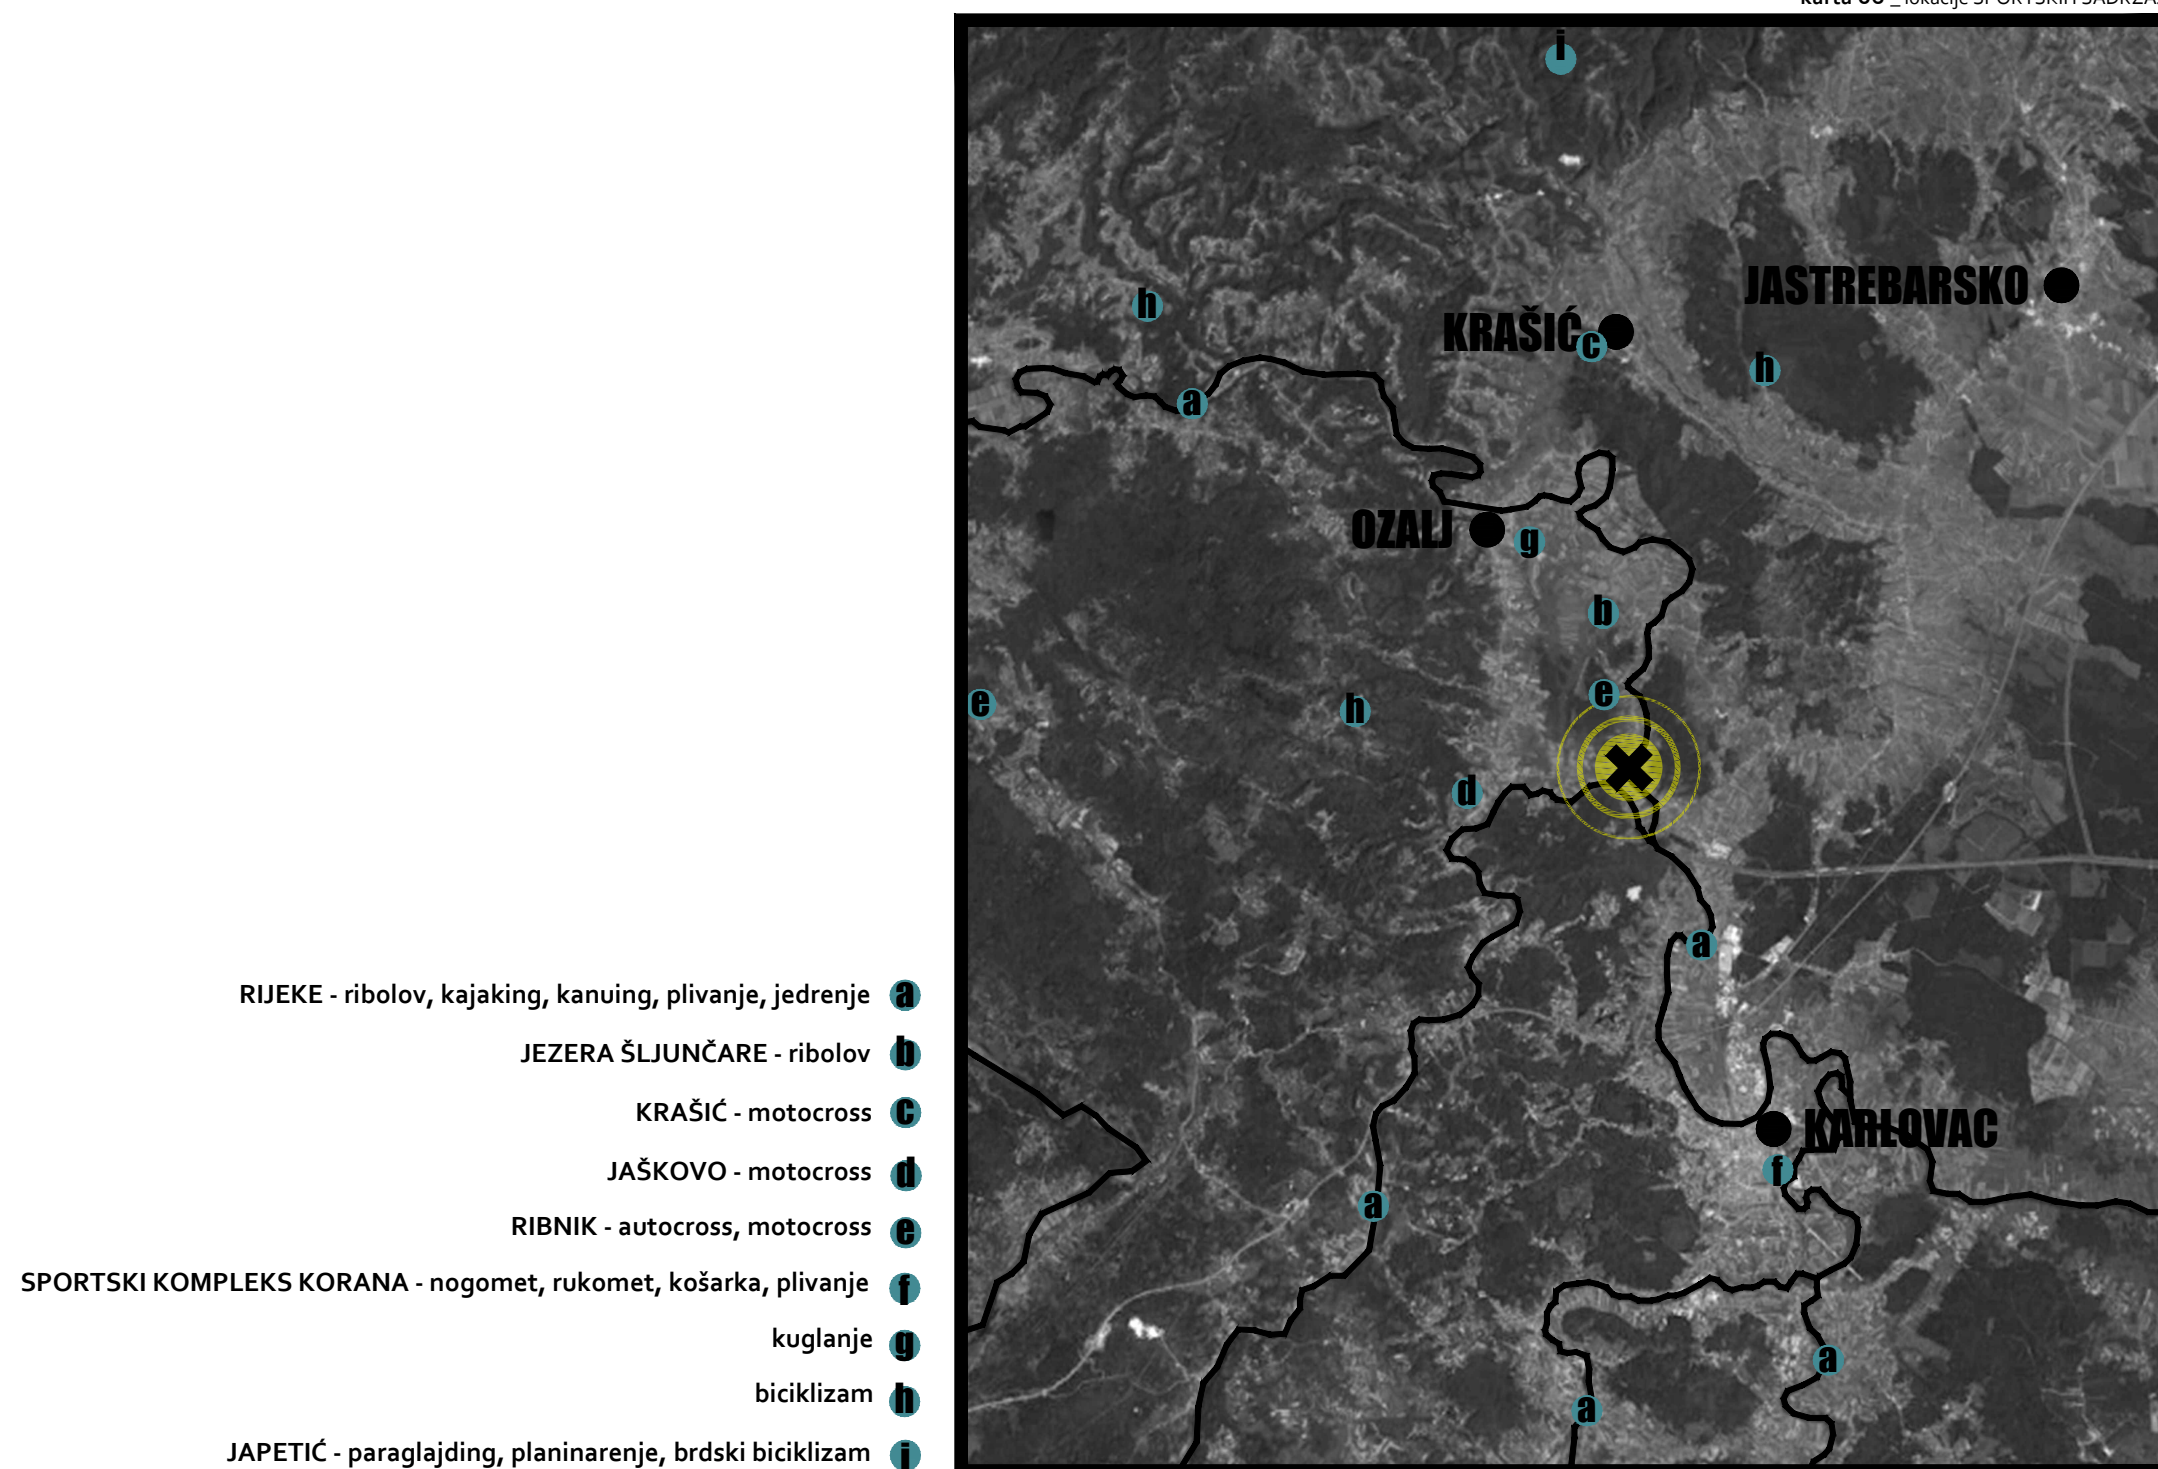 i
JASTREBARSKO
h
KRAŠIĆ
c
h
a
OZALJ
g
b
e
e
h
d
a
RIJEKE - ribolov, kajaking, kanuing, plivanje, jedrenje a
JEZERA ŠLJUNČARE - ribolov b
KRAŠIĆ - motocross c
JAŠKOVO - motocross d
RIBNIK - autocross, motocross e
SPORTSKI KOMPLEKS KORANA - nogomet, rukomet, košarka, plivanje f
kuglanje g
biciklizam h
JAPETIĆ - paraglajding, planinarenje, brdski biciklizam i
KARLOVAC
f
a
a
a